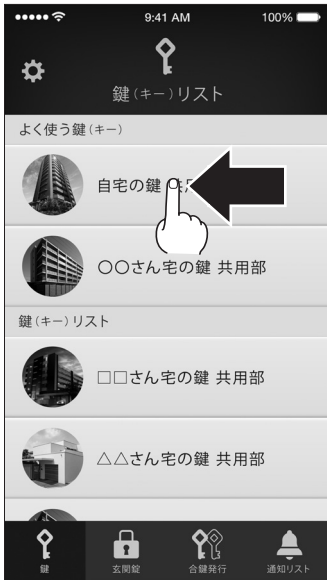 9:41 AM
100%
鍵(キー)リスト
よく使う鍵(キー)
自宅の鍵
〇〇さん宅の鍵 共用部
鍵(キー)リスト
□□さん宅の鍵 共用部
△△さん宅の鍵 共用部
鍵
玄関錠
合鍵発行
通知リスト